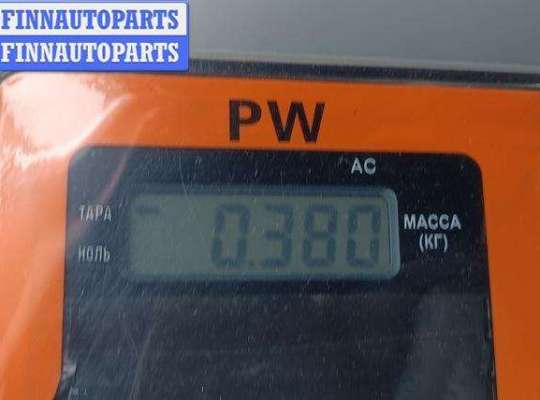 FINNAUTOPARTS
FINNAUTOPARTS
PW
AC
ТАРА
0.380
МАССА
(КГ)
НОЛЬ